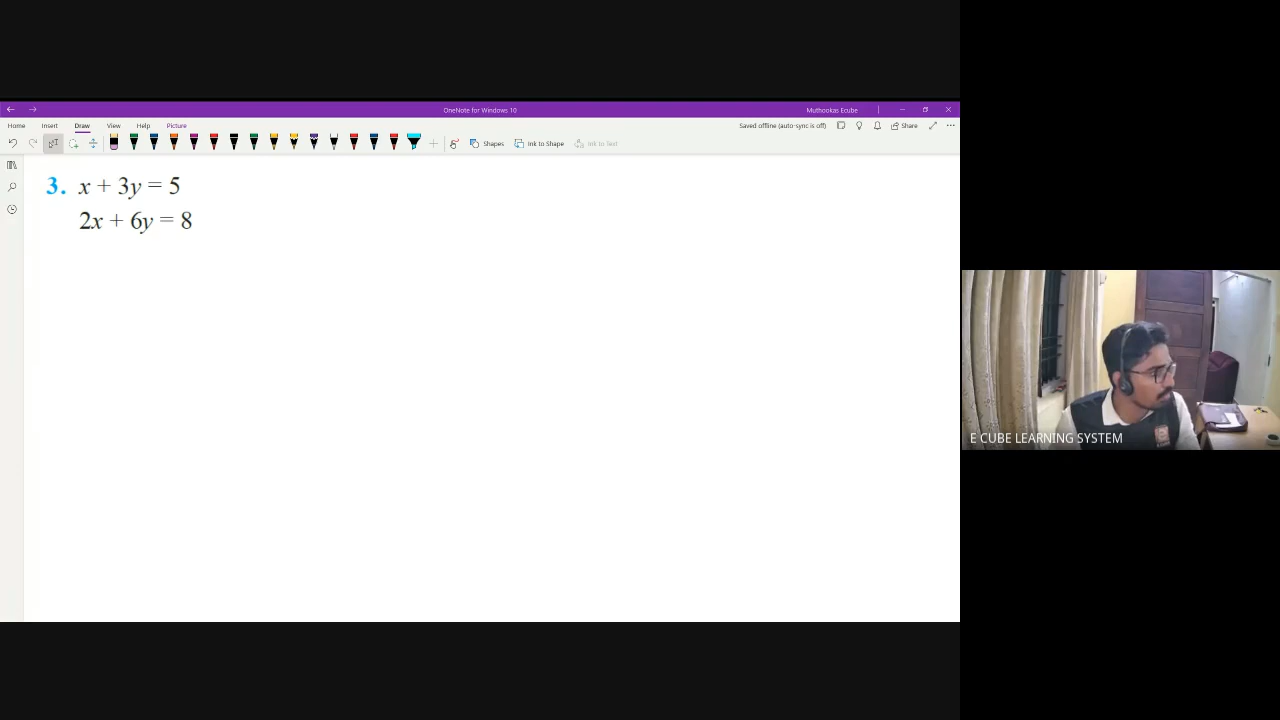 OneNote for Windows 10
Muthookas Ecube
Home Insert Draw View Help Picture
Saved offline (auto-sync is off)
Share
Shapes
Ink to Shape
Ink to Text
3. x + 3y = 5
2x + 6y = 8
E CUBE LEARNING SYSTEM